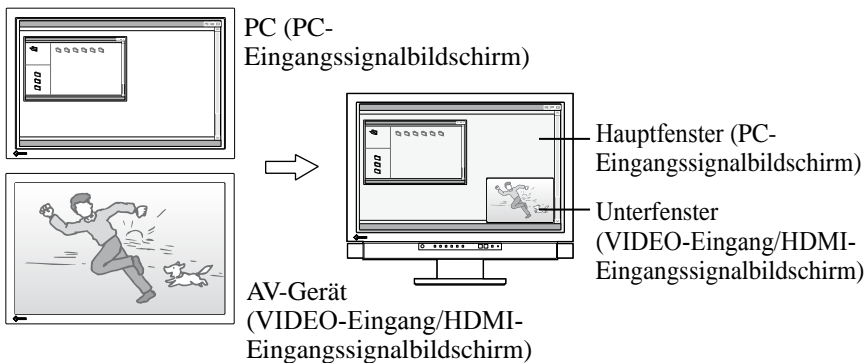 PC (PC-
Eingangssignalbildschirm)
Hauptfenster (PC-
Eingangssignalbildschirm)
Unterfenster
(VIDEO-Eingang/HDMI-
Eingangssignalbildschirm)
AV-Gerät
(VIDEO-Eingang/HDMI-
Eingangssignalbildschirm)